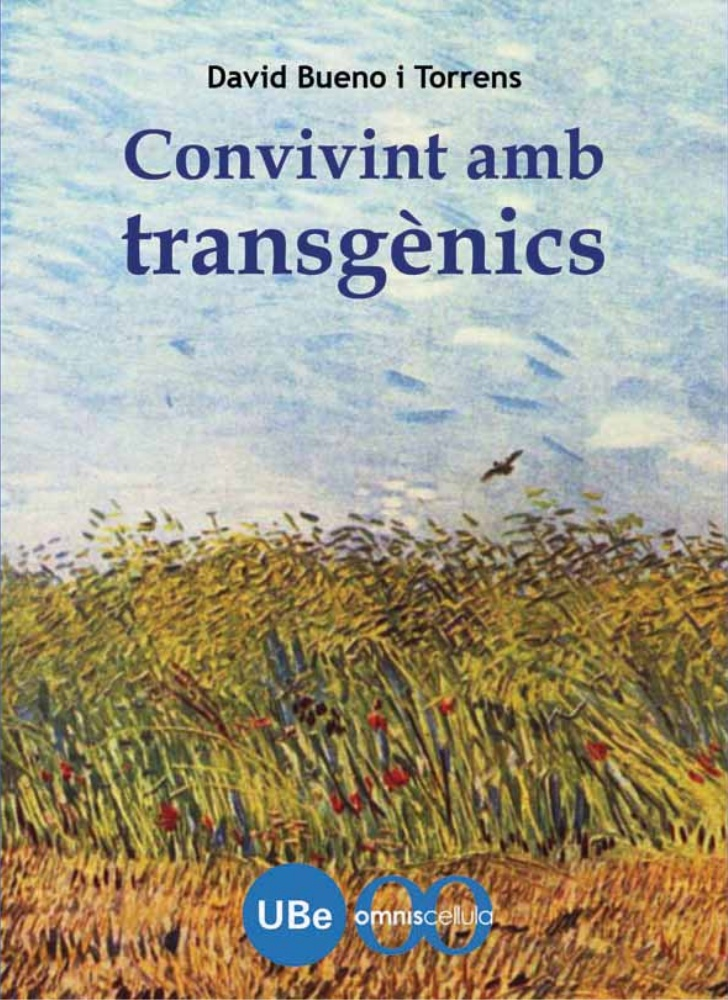 David Bueno i Torrens
Convivint amb
transgènics
UBe omniscellula